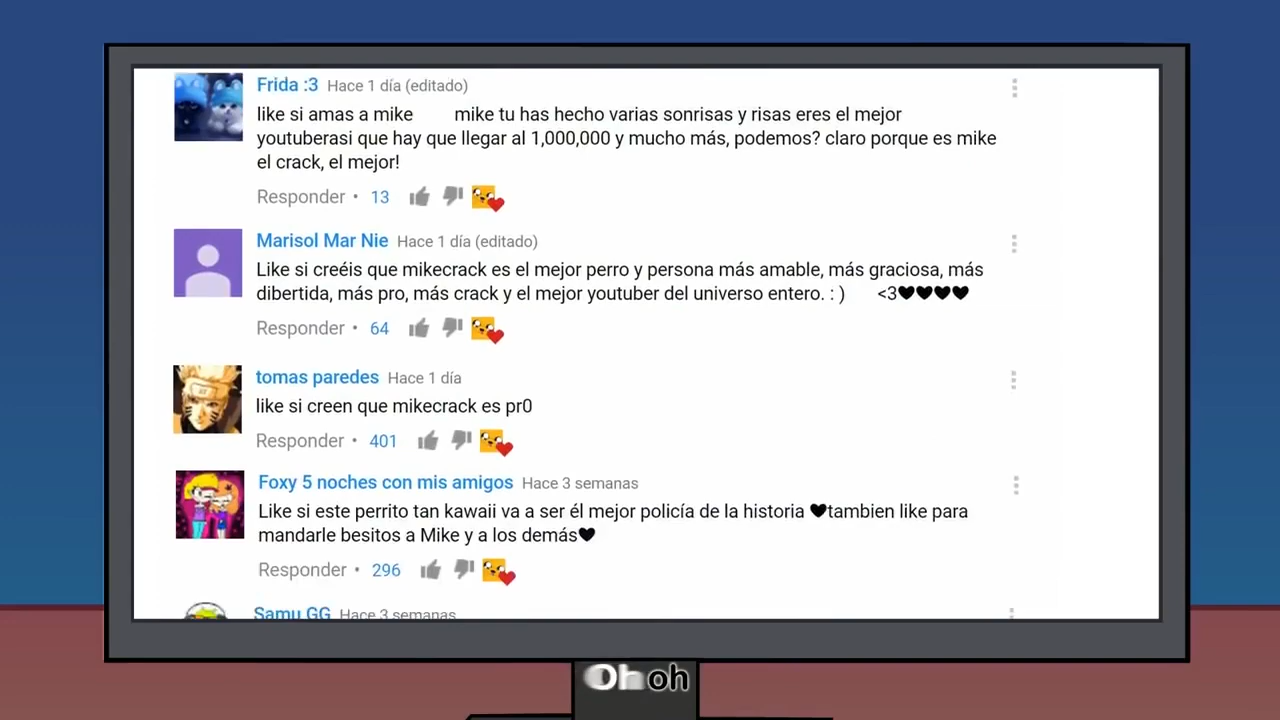 Frida :3 Hace 1 día (editado)
like si amas a mike mike tu has hecho varias sonrisas y risas eres el mejor
youtuberasi que hay que llegar al 1,000,000 y mucho más, podemos? claro porque es mike
el crack, el mejor!
Responder • 13
Marisol Mar Nie Hace 1 día (editado)
Like si creéis que mikecrack es el mejor perro y persona más amable, más graciosa, más
dibertida, más pro, más crack y el mejor youtuber del universo entero. : ) <3♥♥♥♥
Responder • 64
tomas paredes Hace 1 día
like si creen que mikecrack es pr0
Responder • 401
Foxy 5 noches con mis amigos Hace 3 semanas
Like si este perrito tan kawaii va a ser él mejor policía de la historia ♥tambien like para
mandarle besitos a Mike y a los demás♥
Responder • 296
Samu GG Hace 3 semanas
Oh oh